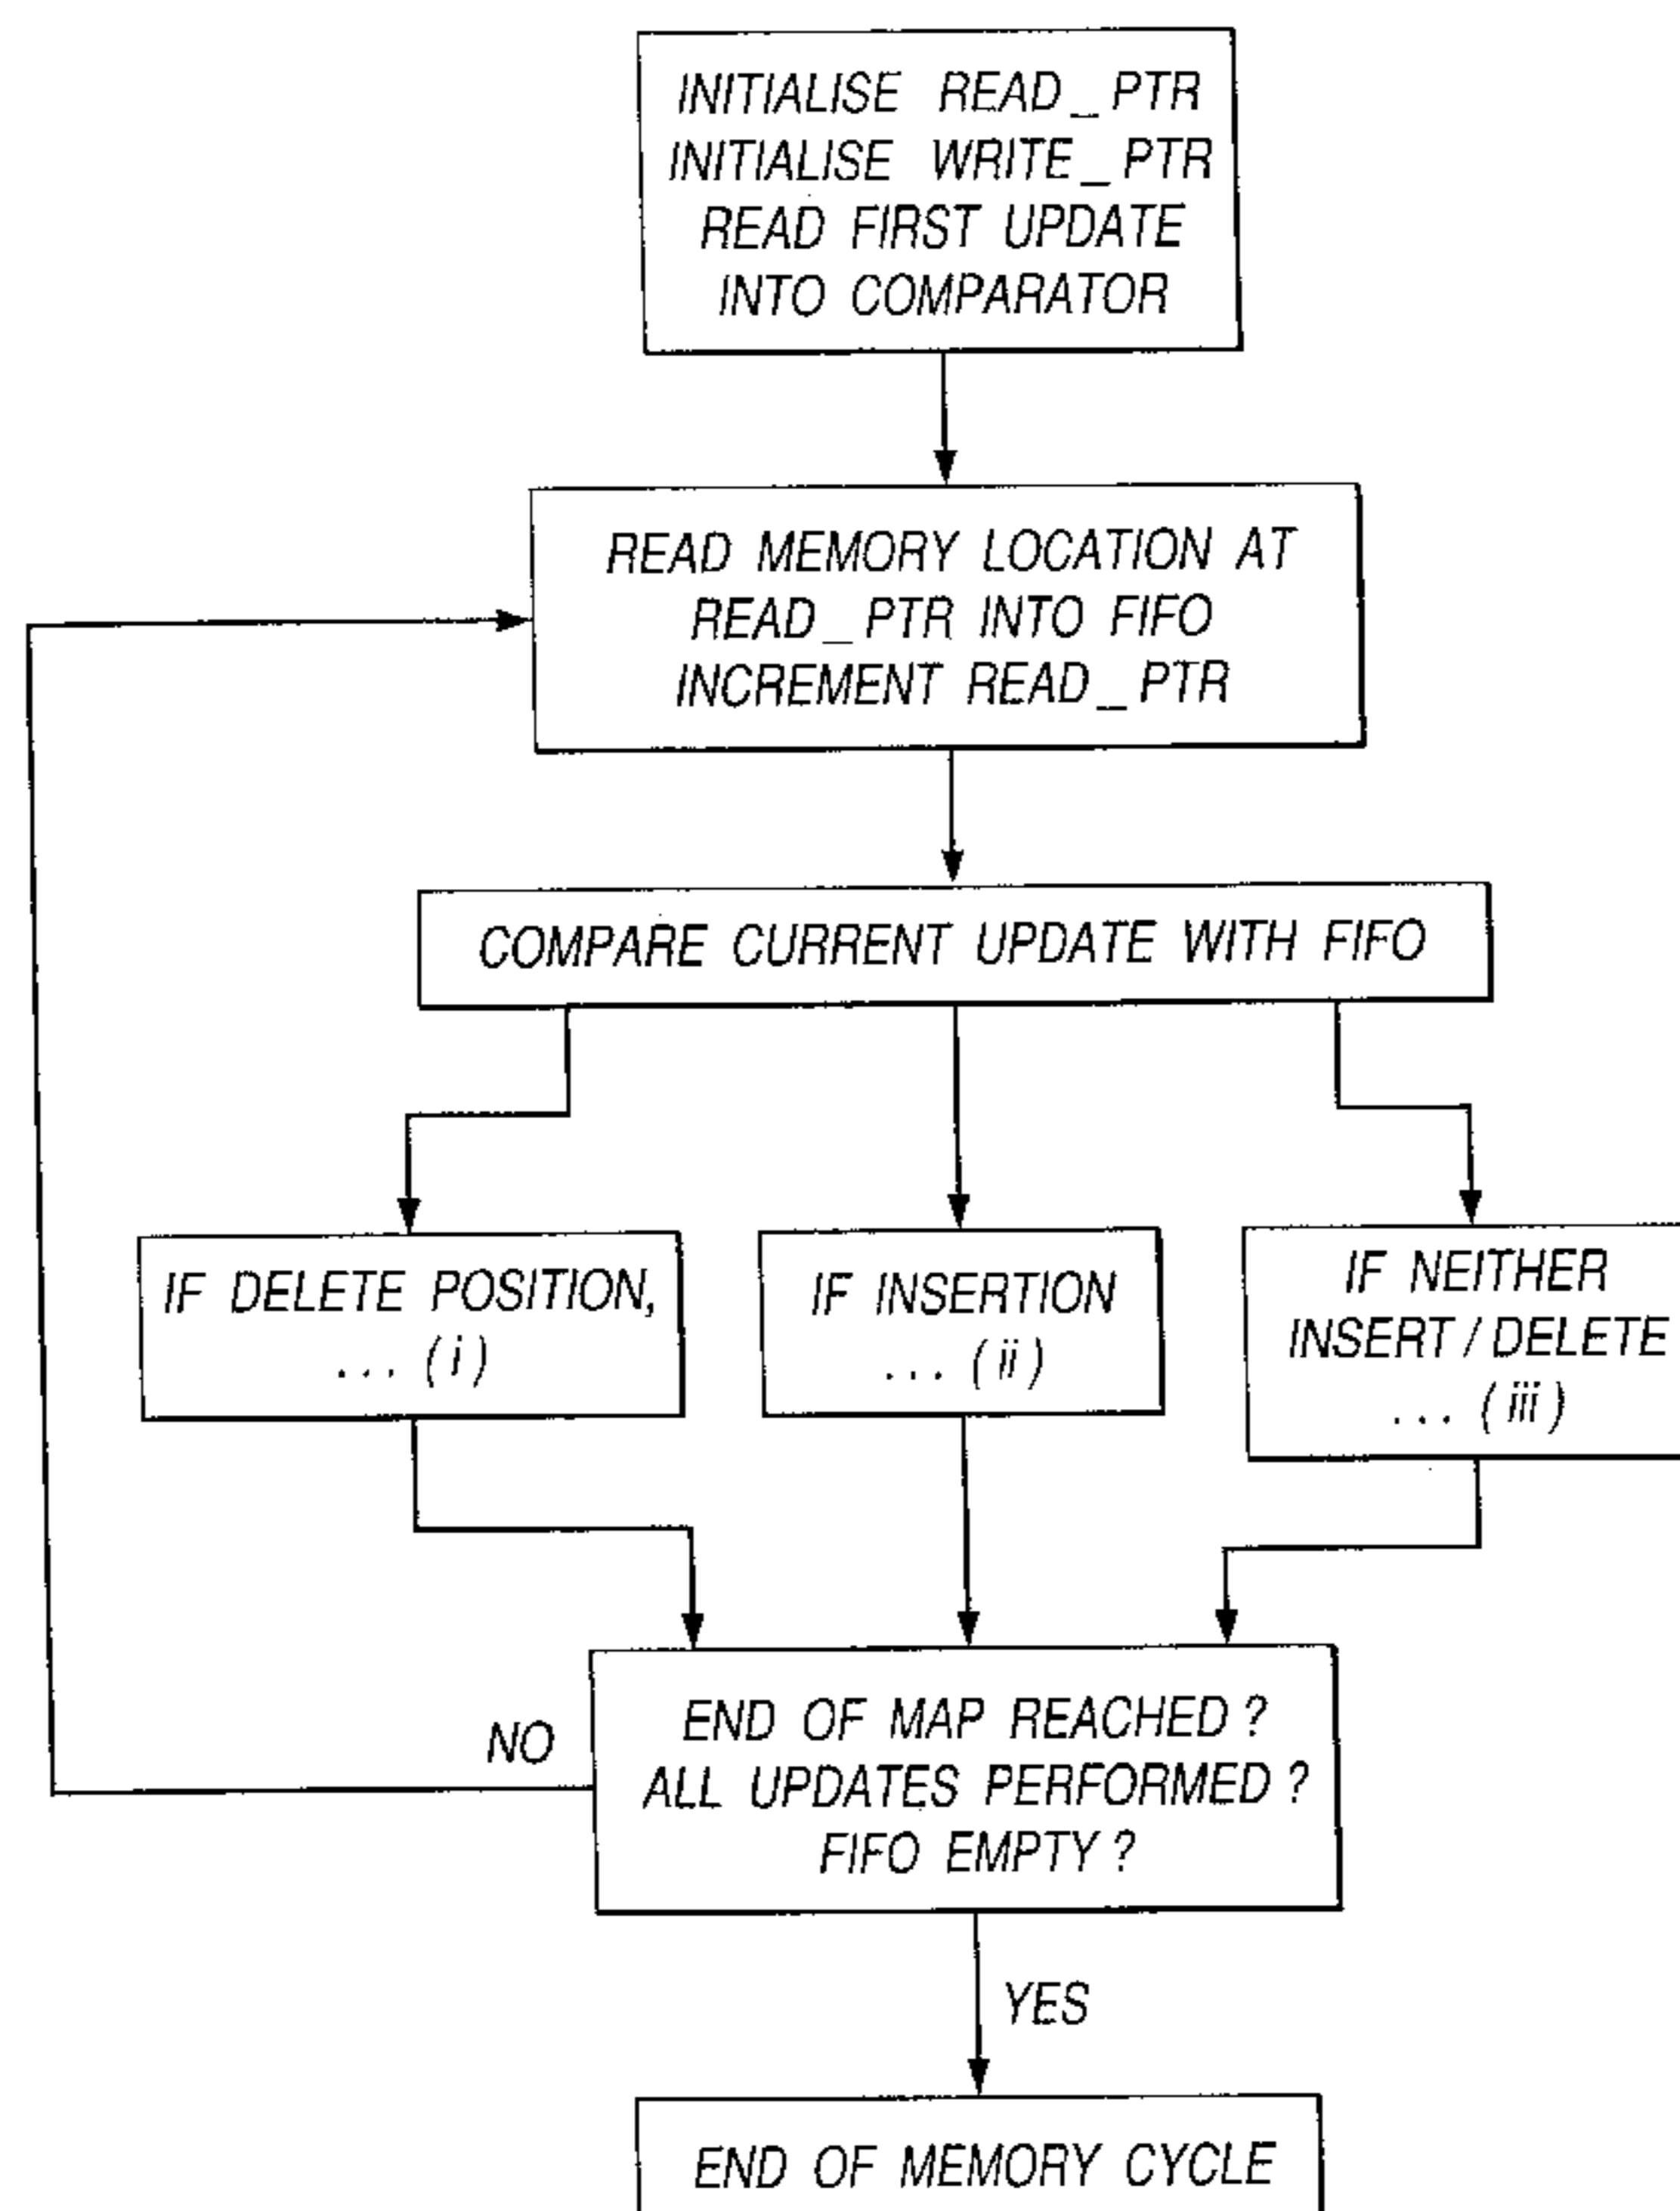 INITIALISE READ_PTR
INITIALISE WRITE_PTR
READ FIRST UPDATE
INTO COMPARATOR
READ MEMORY LOCATION AT
READ_PTR INTO FIFO
INCREMENT READ_PTR
COMPARE CURRENT UPDATE WITH FIFO
IF DELETE POSITION,
... (i)
IF INSERTION
... (ii)
IF NEITHER
INSERT/DELETE
... (iii)
END OF MAP REACHED?
ALL UPDATES PERFORMED?
FIFO EMPTY?
NO
YES
END OF MEMORY CYCLE